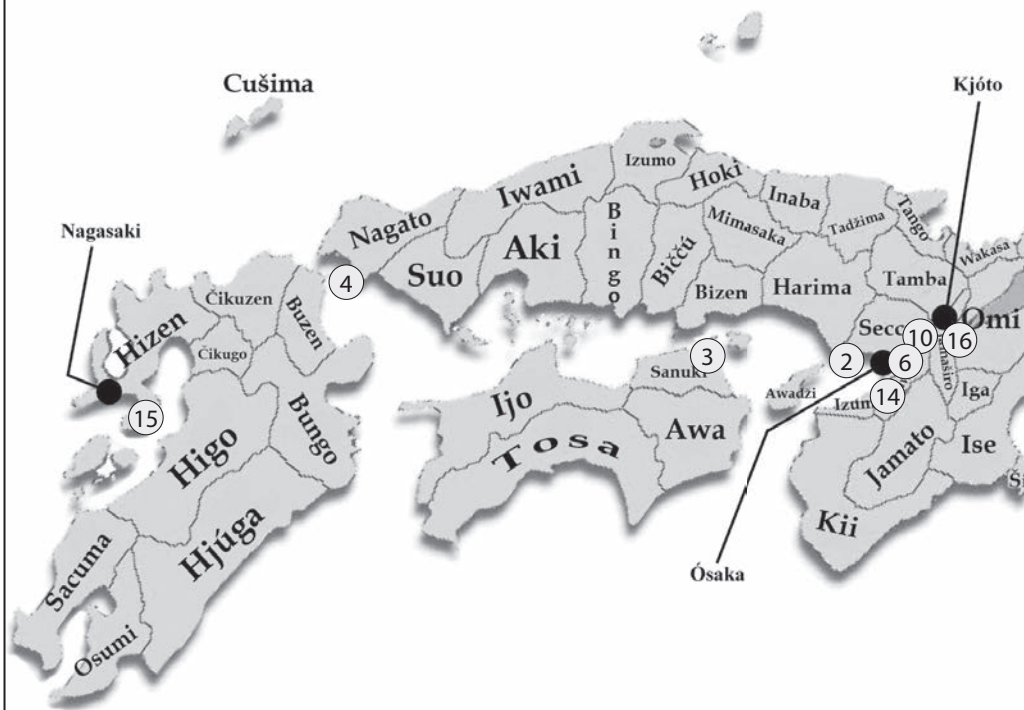 Cušima
Kjóto
Nagasaki
Izumo
Hoki
Inaba
Tadžima
Tango
Wakasa
Iwami
Nagato
Aki
Bingo
Biččú
Mimasaka
Suo
Bizen
Harima
Tamba
Omi
4
Čikuzen
Buzen
Hizen
Čikugo
10
16
3
2
6
Sanuki
Awadži
14
Iga
Ijo
Awa
15
Bungo
Higo
Tosa
Jamato
Ise
Kii
Hjúga
Sacuma
Ósaka
Osumi